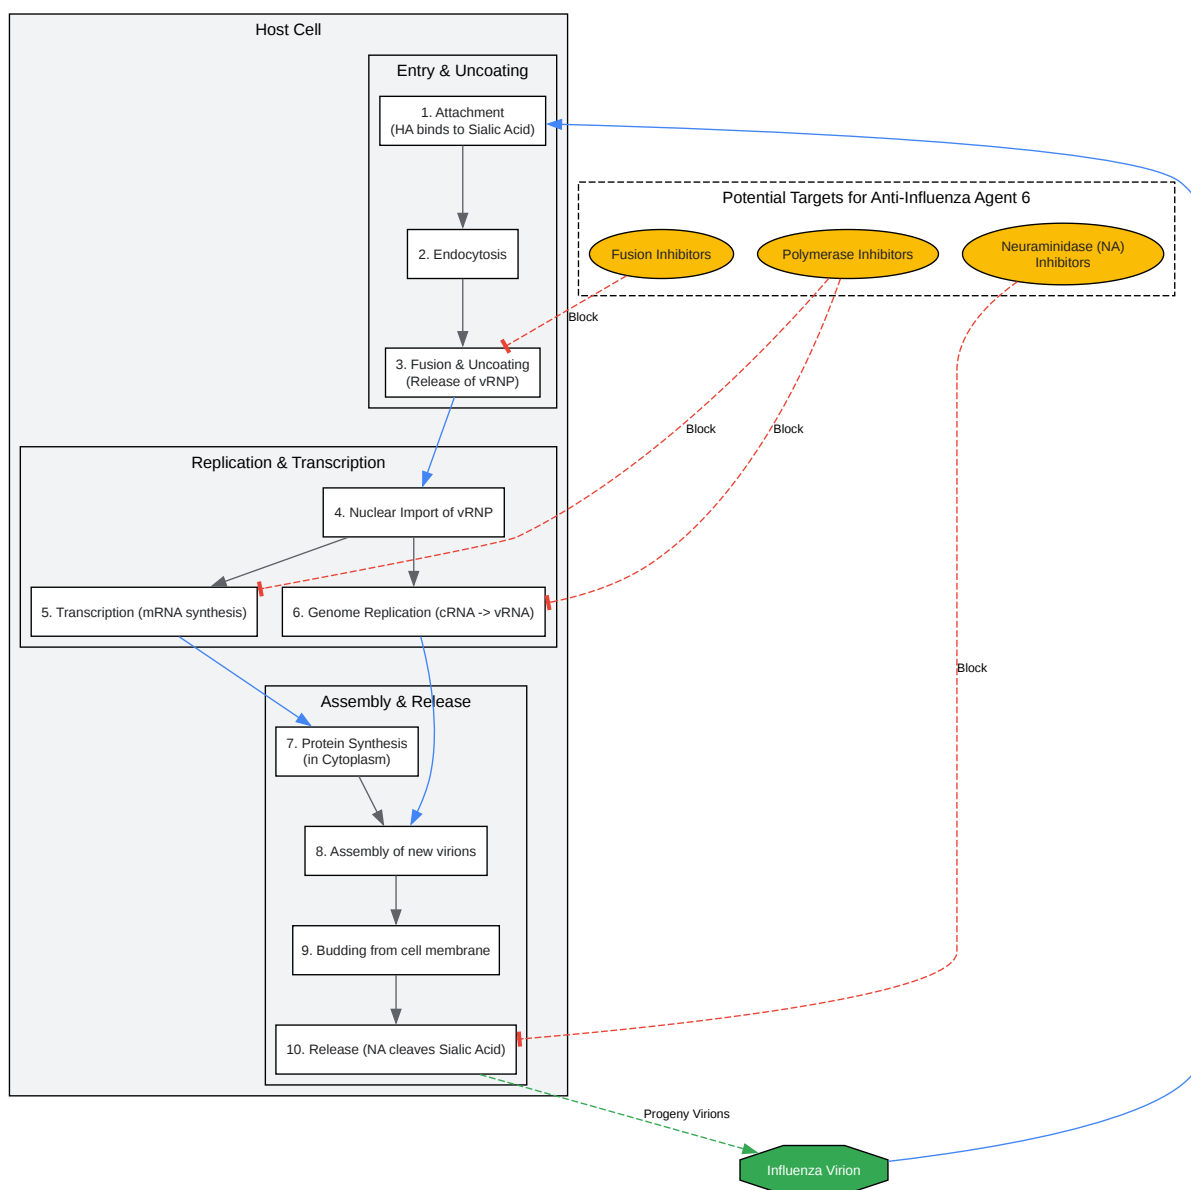 Host Cell
Entry & Uncoating
1. Attachment
(HA binds to Sialic Acid)
Potential Targets for Anti-Influenza Agent 6
2. Endocytosis
Fusion Inhibitors
Polymerase Inhibitors
Neuraminidase (NA)
Inhibitors
Block
3. Fusion & Uncoating
(Release of vRNP)
Block
Block
Replication & Transcription
4. Nuclear Import of vRNP
5. Transcription (mRNA synthesis)
6. Genome Replication (cRNA -> vRNA)
Block
Assembly & Release
7. Protein Synthesis
(in Cytoplasm)
8. Assembly of new virions
9. Budding from cell membrane
10. Release (NA cleaves Sialic Acid)
Progeny Virions
Influenza Virion